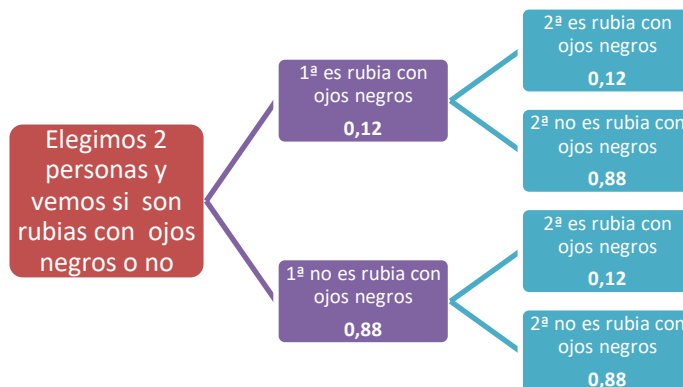 Elegimos 2
personas y
vemos si son
rubias con ojos
negros o no
1ª es rubia con
ojos negros
0,12
1ª no es rubia con
ojos negros
0,88
2ª es rubia con
ojos negros
0,12
2ª no es rubia con
ojos negros
0,88
2ª es rubia con
ojos negros
0,12
2ª no es rubia con
ojos negros
0,88